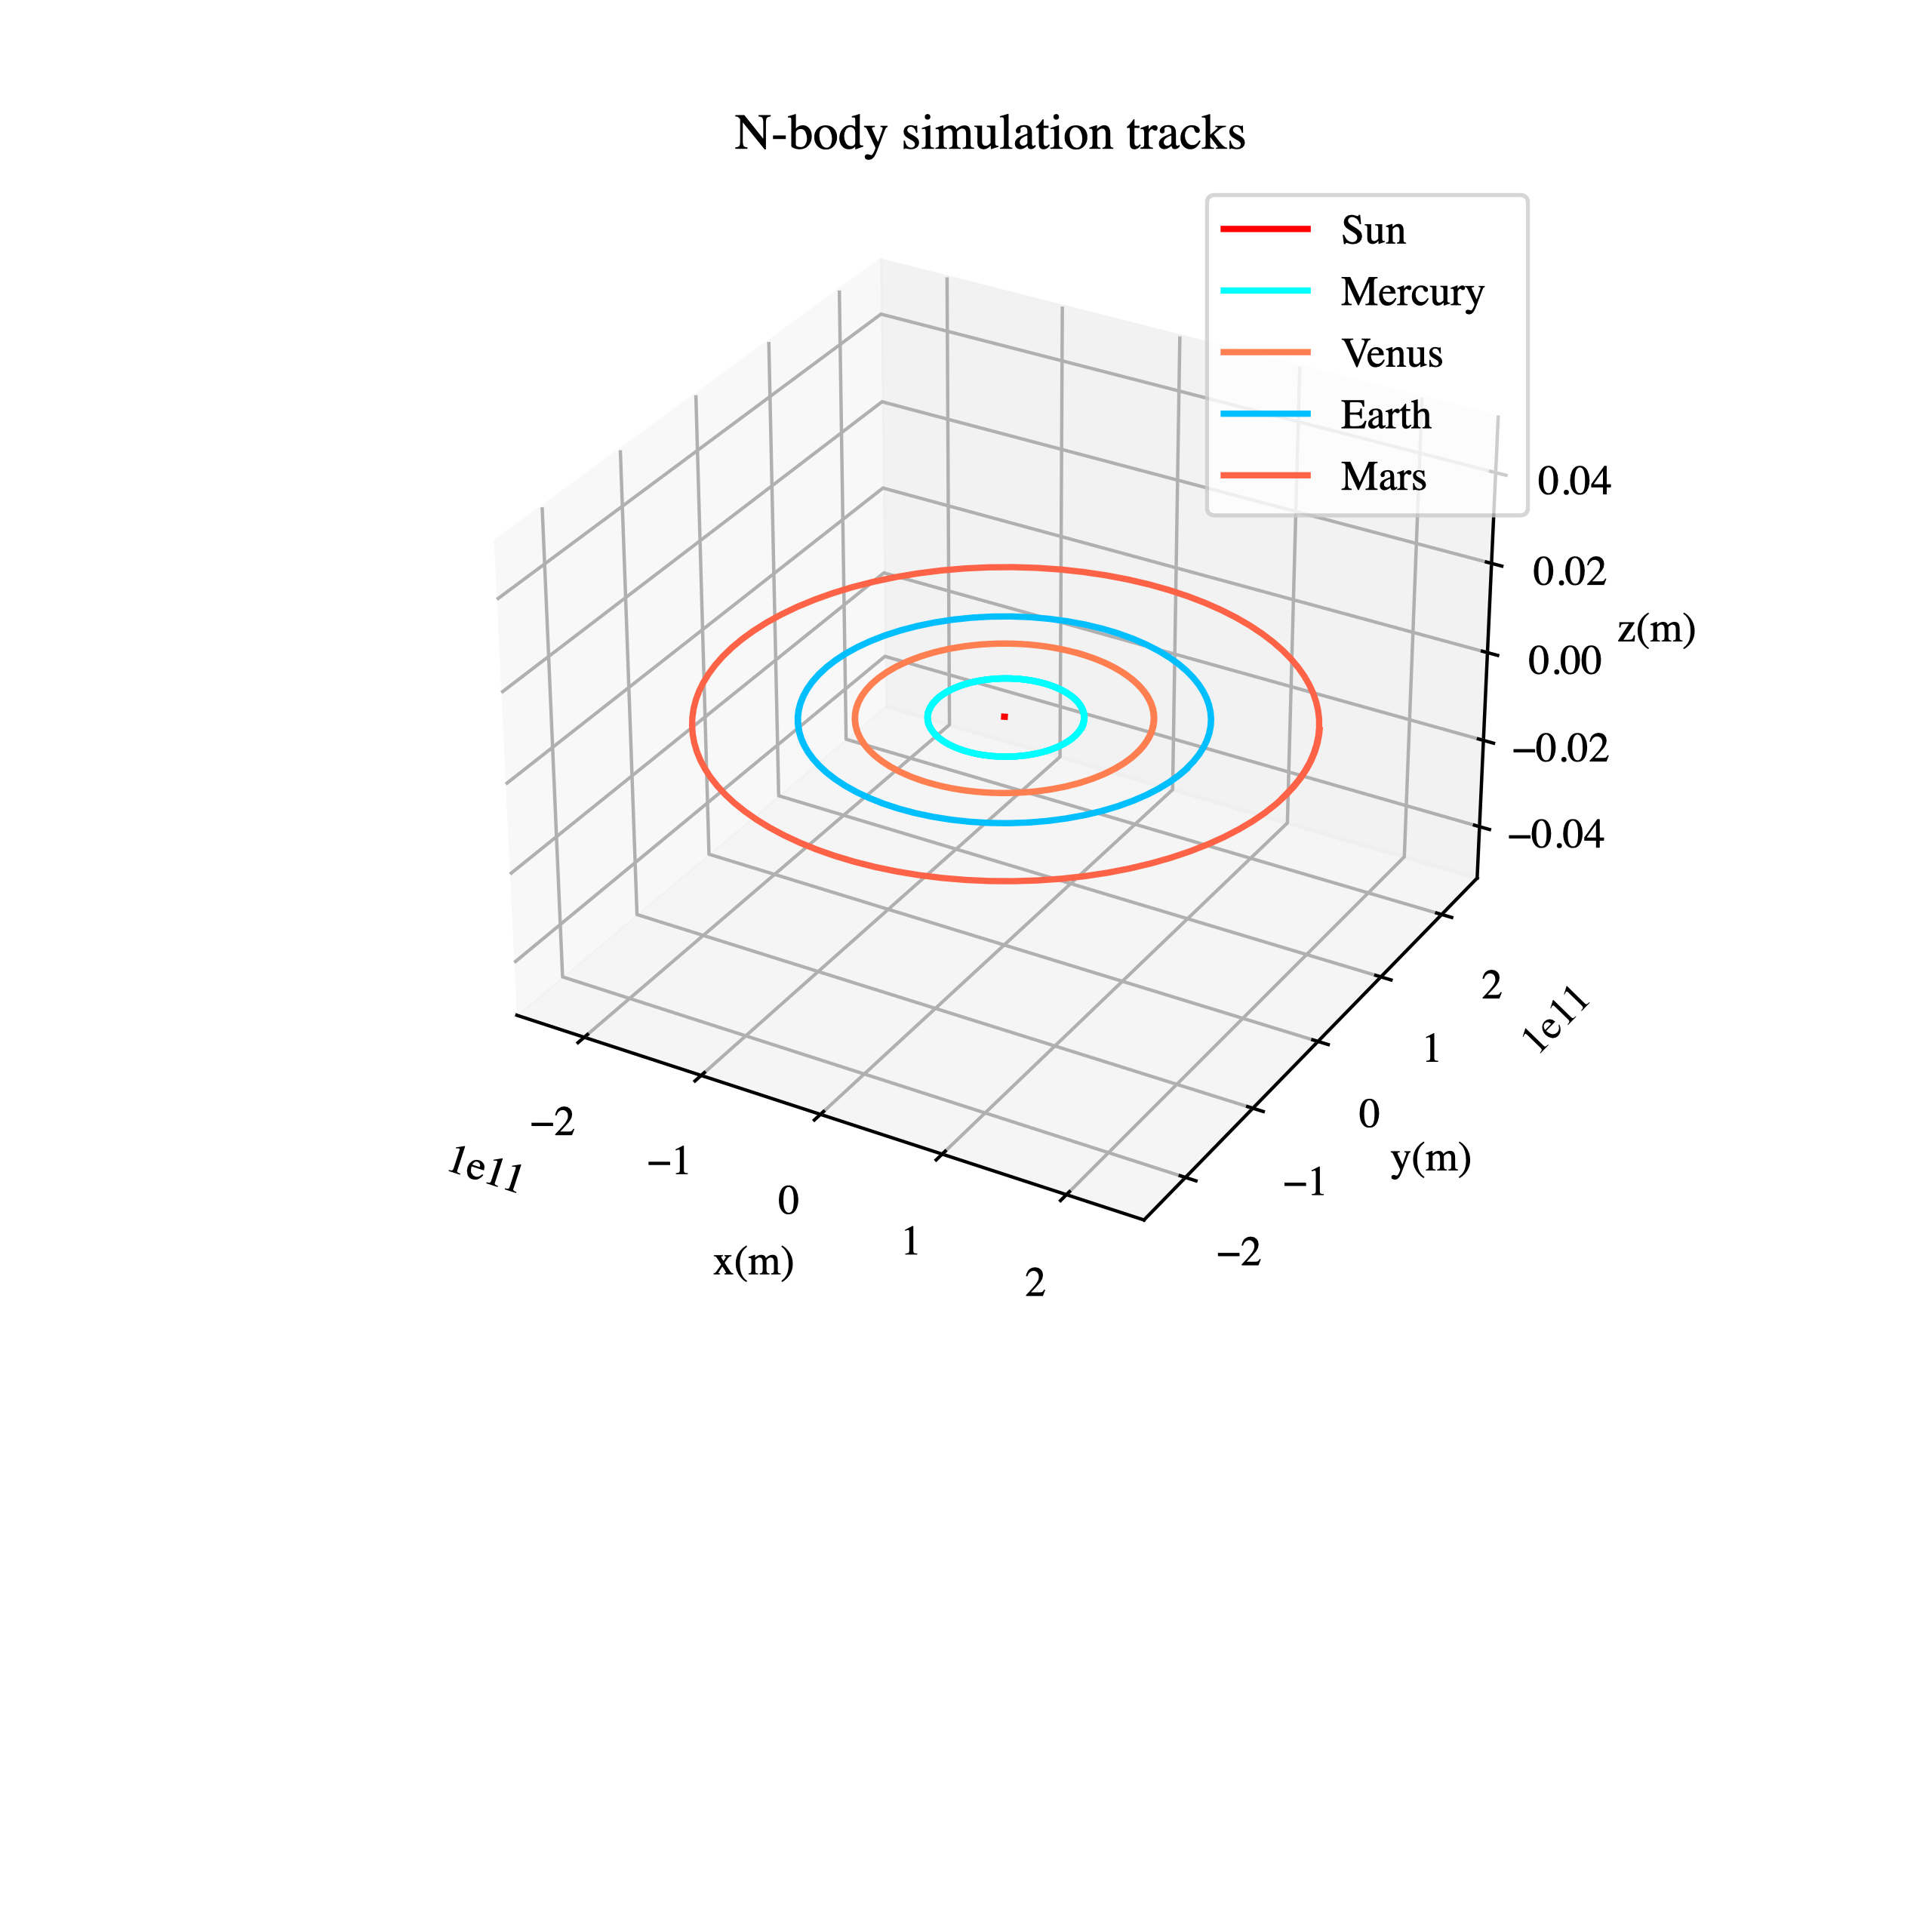 N-body simulation tracks
Sun
Mercury
Venus
Earth
Mars
0.04
0.02
z(m)
0.00
−0.02
−0.04
2
1e11
1
0
y(m)
−1
−2
−2
1e11
−1
0
x(m)
1
2